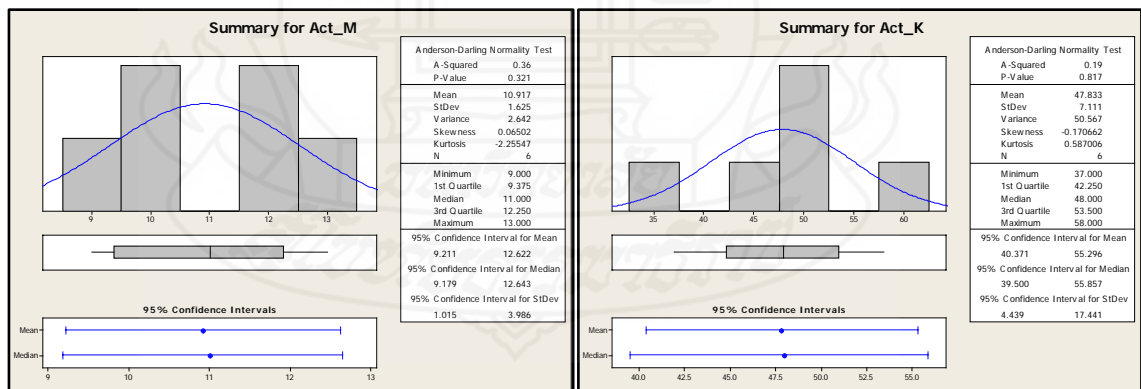 Summary for Act_M
Anderson-Darling Normality Test
A-Squared 0.36
P-Value 0.321
Mean 10.917
StDev 1.625
Variance 2.642
Skewness 0.06502
Kurtosis -2.25547
N 6
Minimum 9.000
1st Quartile 9.375
Median 11.000
3rd Quartile 12.250
Maximum 13.000
95% Confidence Interval for Mean
9.211 12.622
95% Confidence Interval for Median
9.179 12.643
95% Confidence Interval for StDev
1.015 3.986
9 10 11 12 13
95% Confidence Intervals
Mean
Median
9 10 11 12 13
Summary for Act_K
Anderson-Darling Normality Test
A-Squared 0.19
P-Value 0.817
Mean 47.833
StDev 7.111
Variance 50.567
Skewness -0.170662
Kurtosis 0.587006
N 6
Minimum 37.000
1st Quartile 42.250
Median 48.000
3rd Quartile 53.500
Maximum 58.000
95% Confidence Interval for Mean
40.371 55.296
95% Confidence Interval for Median
39.500 55.857
95% Confidence Interval for StDev
4.439 17.441
35 40 45 50 55 60
95% Confidence Intervals
Mean
Median
40.0 42.5 45.0 47.5 50.0 52.5 55.0